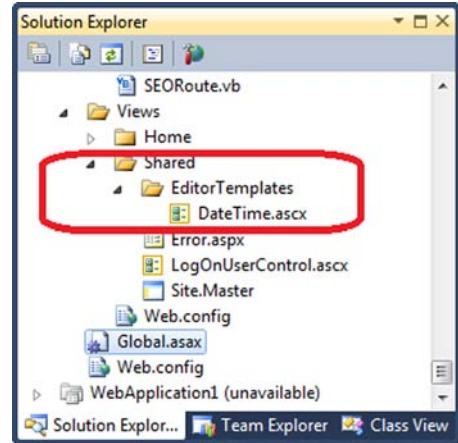 Solution Explorer
SEORoute.vb
Views
Home
Shared
EditorTemplates
DateTime.ascx
Error.aspx
LogOnUserControl.ascx
Site.Master
Web.config
Global.asax
Web.config
WebApplication1 (unavailable)
Solution Explor... Team Explorer Class View